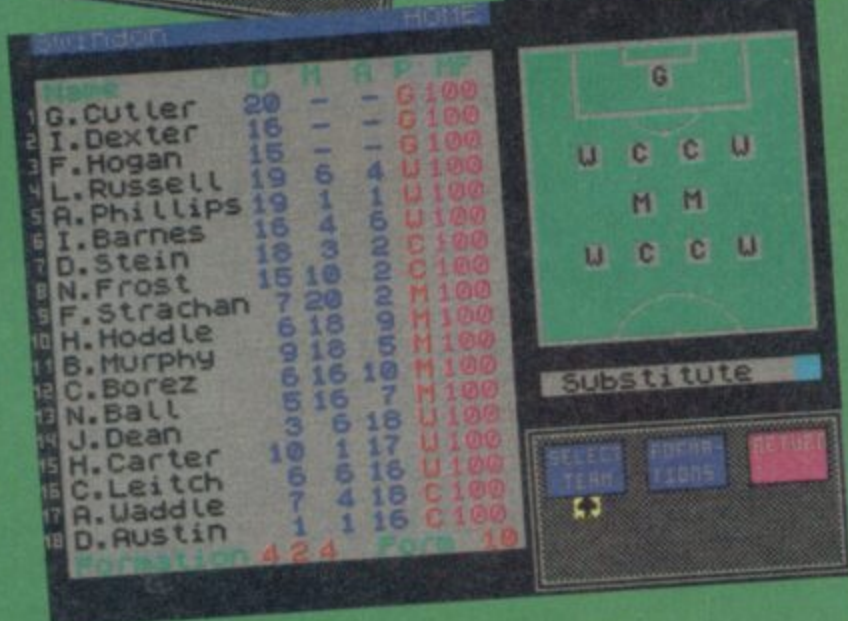 Swindon HOME
Name D M A P MF
1 G.Cutler 20 - - G 100
2 I.Dexter 16 - - G 100
3 F.Hogan 15 - - G 100
4 L.Russell 19 6 4 W 100
5 A.Phillips 19 1 1 W 100
6 I.Barnes 16 4 6 W 100
7 D.Stein 18 3 2 C 100
8 N.Frost 15 10 2 C 100
9 F.Strachan 7 20 2 M 100
10 H.Hoddle 6 18 9 M 100
11 B.Murphy 9 18 5 M 100
12 C.Borez 6 16 10 M 100
13 N.Ball 5 16 7 M 100
14 J.Dean 3 6 18 W 100
15 H.Carter 10 1 17 W 100
16 C.Leitch 6 6 16 W 100
17 A.Waddle 7 4 18 C 100
18 D.Austin 1 1 16 C 100
Formation 4 2 4 Form 10
G
W C C W
M M
W C C W
Substitute
SELECT TEAM
FORMA-TIONS
RETURN